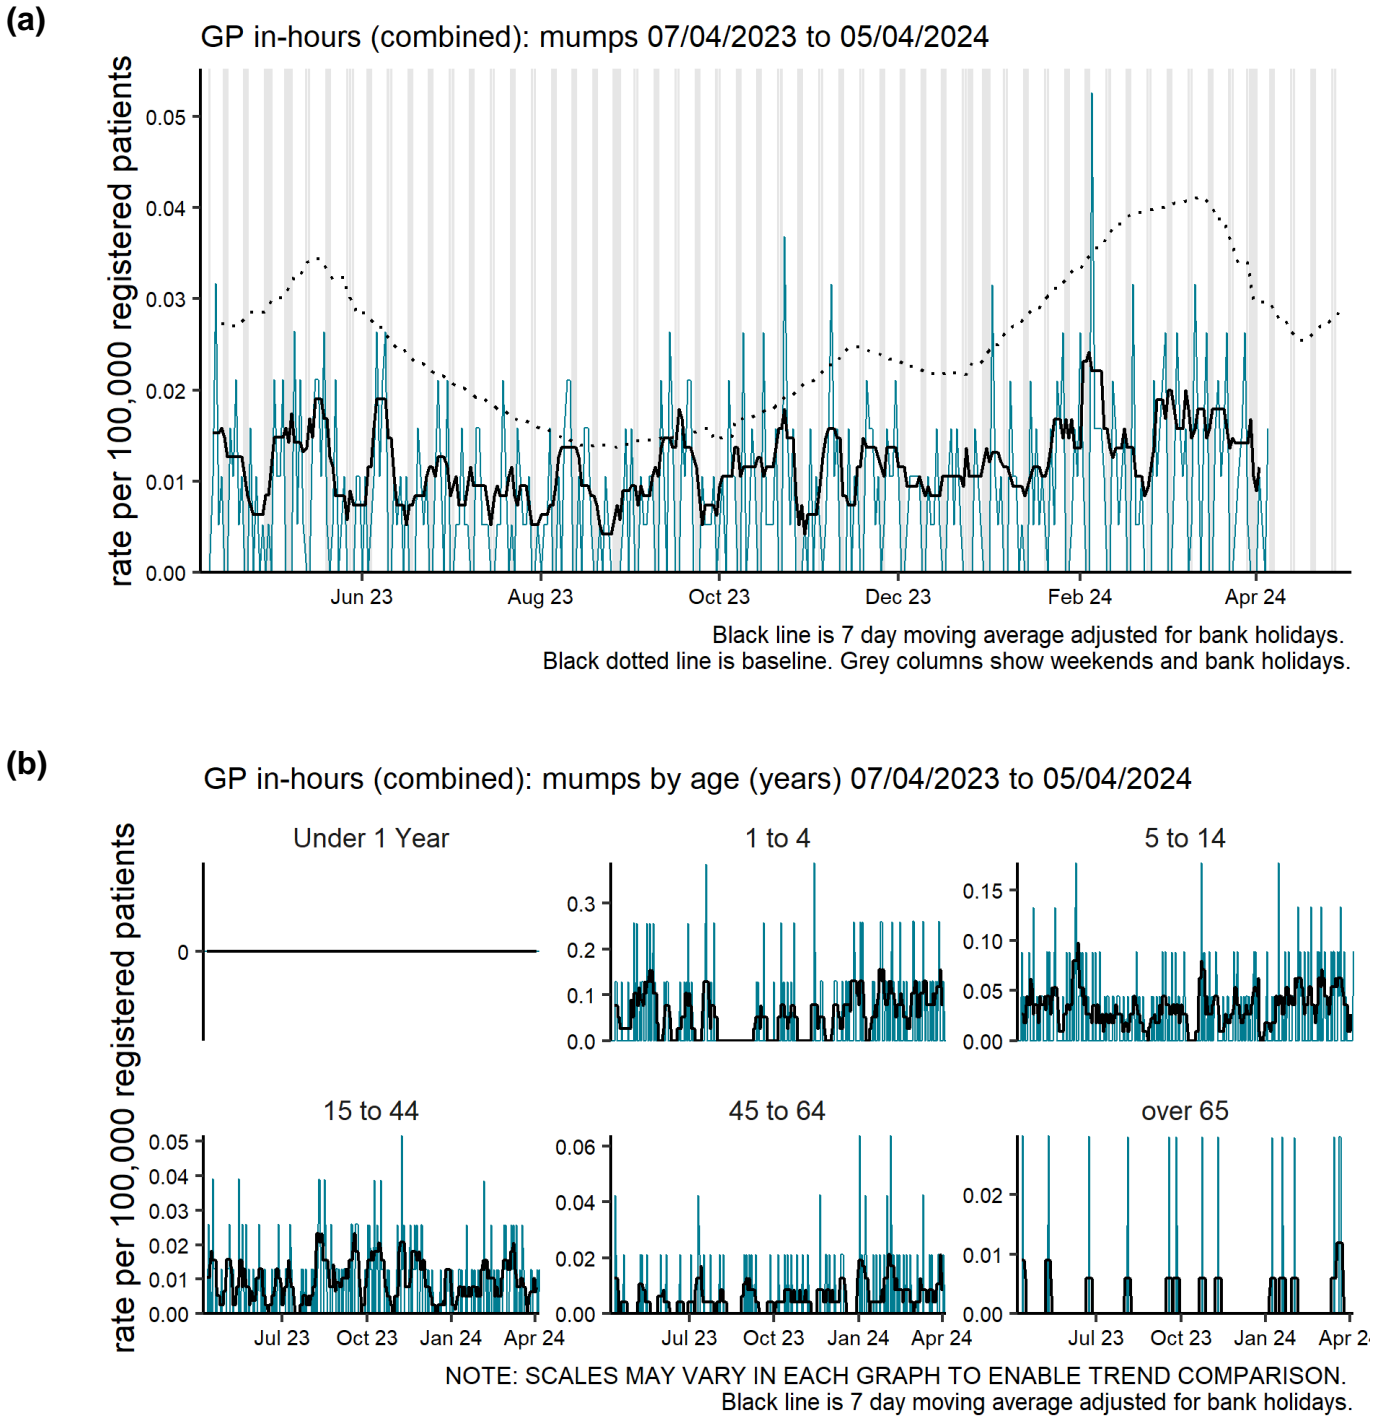 (a)
GP in-hours (combined): mumps 07/04/2023 to 05/04/2024
rate per 100,000 registered patients
0.05
0.04
0.03
0.02
0.01
0.00
Jun 23 Aug 23 Oct 23 Dec 23 Feb 24 Apr 24
Black line is 7 day moving average adjusted for bank holidays.
Black dotted line is baseline. Grey columns show weekends and bank holidays.
(b)
GP in-hours (combined): mumps by age (years) 07/04/2023 to 05/04/2024
rate per 100,000 registered patients
Under 1 Year
0
1 to 4
0.3
0.2
0.1
0.0
5 to 14
0.15
0.10
0.05
0.00
15 to 44
0.05
0.04
0.03
0.02
0.01
0.00
Jul 23 Oct 23 Jan 24 Apr 24
45 to 64
0.06
0.04
0.02
0.00
Jul 23 Oct 23 Jan 24 Apr 24
over 65
0.02
0.01
0.00
Jul 23 Oct 23 Jan 24 Apr 2
NOTE: SCALES MAY VARY IN EACH GRAPH TO ENABLE TREND COMPARISON.
Black line is 7 day moving average adjusted for bank holidays.